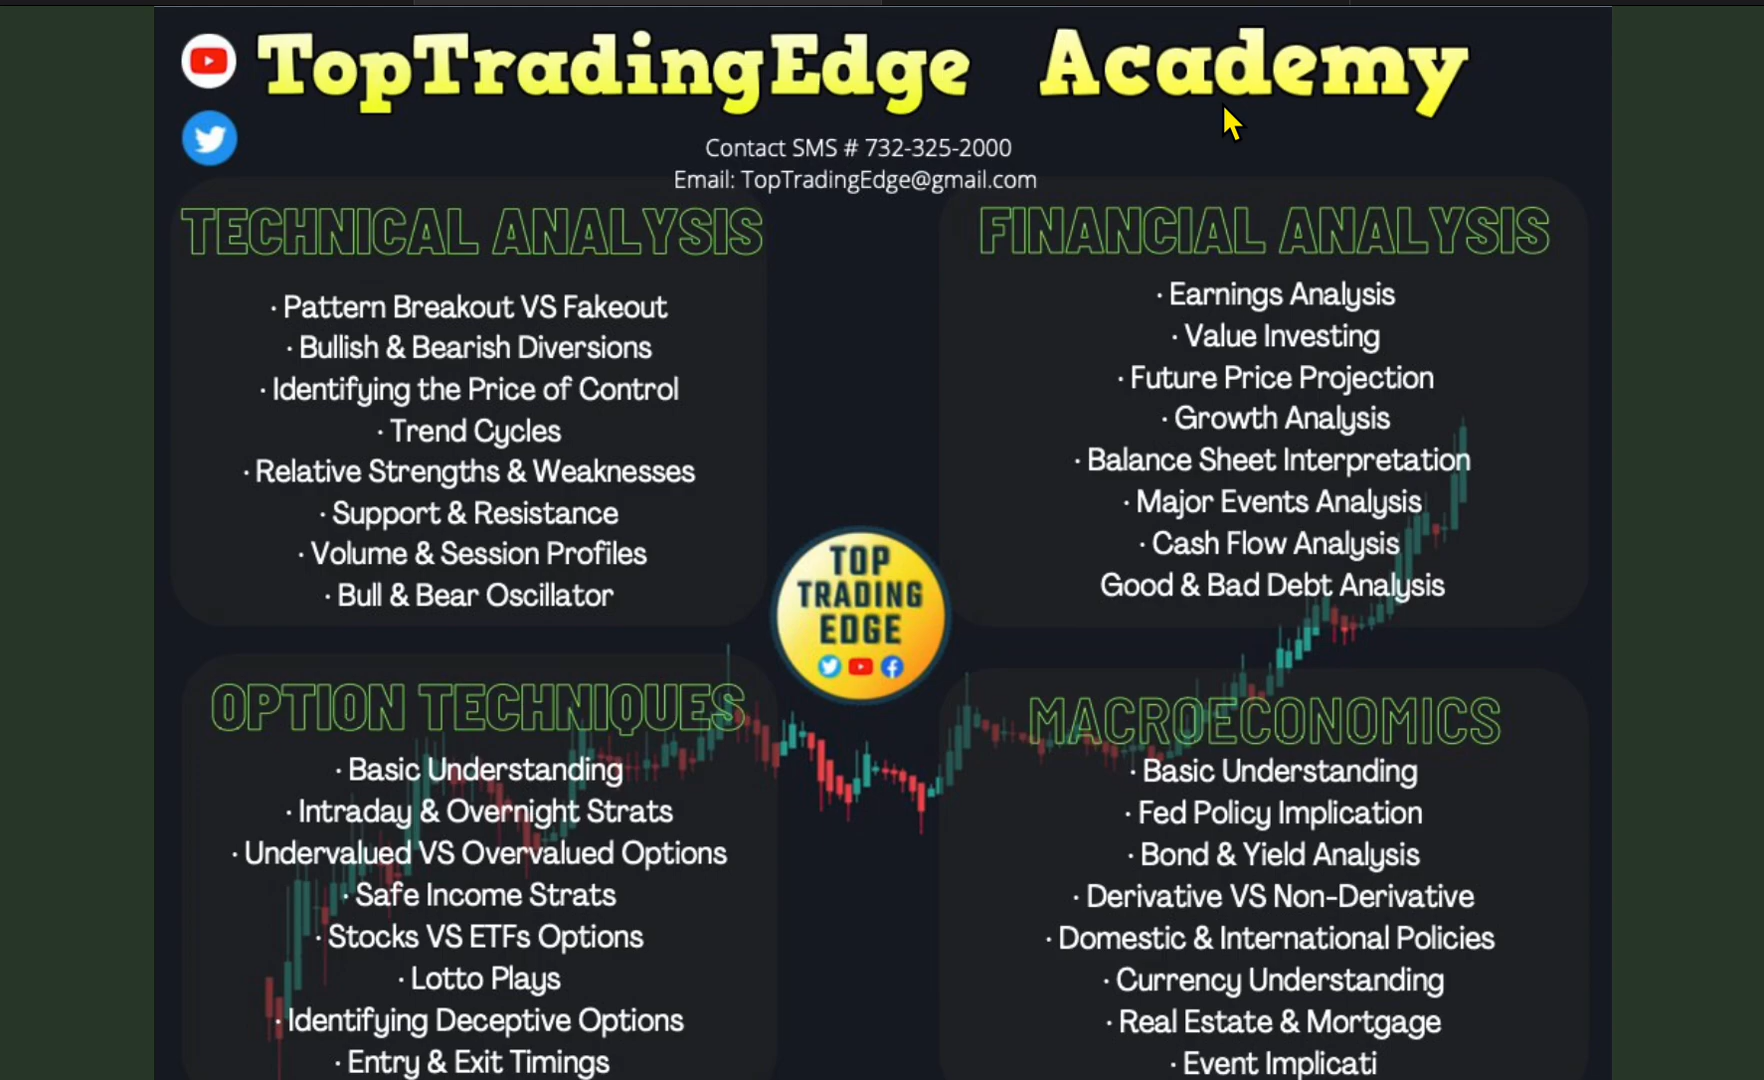 TopTradingEdge Academy
Contact SMS # 732-325-2000
Email: TopTradingEdge@gmail.com
TECHNICAL ANALYSIS
· Pattern Breakout VS Fakeout
· Bullish & Bearish Diversions
· Identifying the Price of Control
· Trend Cycles
· Relative Strengths & Weaknesses
· Support & Resistance
· Volume & Session Profiles
· Bull & Bear Oscillator
FINANCIAL ANALYSIS
· Earnings Analysis
· Value Investing
· Future Price Projection
· Growth Analysis
· Balance Sheet Interpretation
· Major Events Analysis
· Cash Flow Analysis
Good & Bad Debt Analysis
TOP
TRADING
EDGE
OPTION TECHNIQUES
· Basic Understanding
· Intraday & Overnight Strats
· Undervalued VS Overvalued Options
· Safe Income Strats
· Stocks VS ETFs Options
· Lotto Plays
· Identifying Deceptive Options
· Entry & Exit Timings
MACROECONOMICS
· Basic Understanding
· Fed Policy Implication
· Bond & Yield Analysis
· Derivative VS Non-Derivative
· Domestic & International Policies
· Currency Understanding
· Real Estate & Mortgage
· Event Implicati